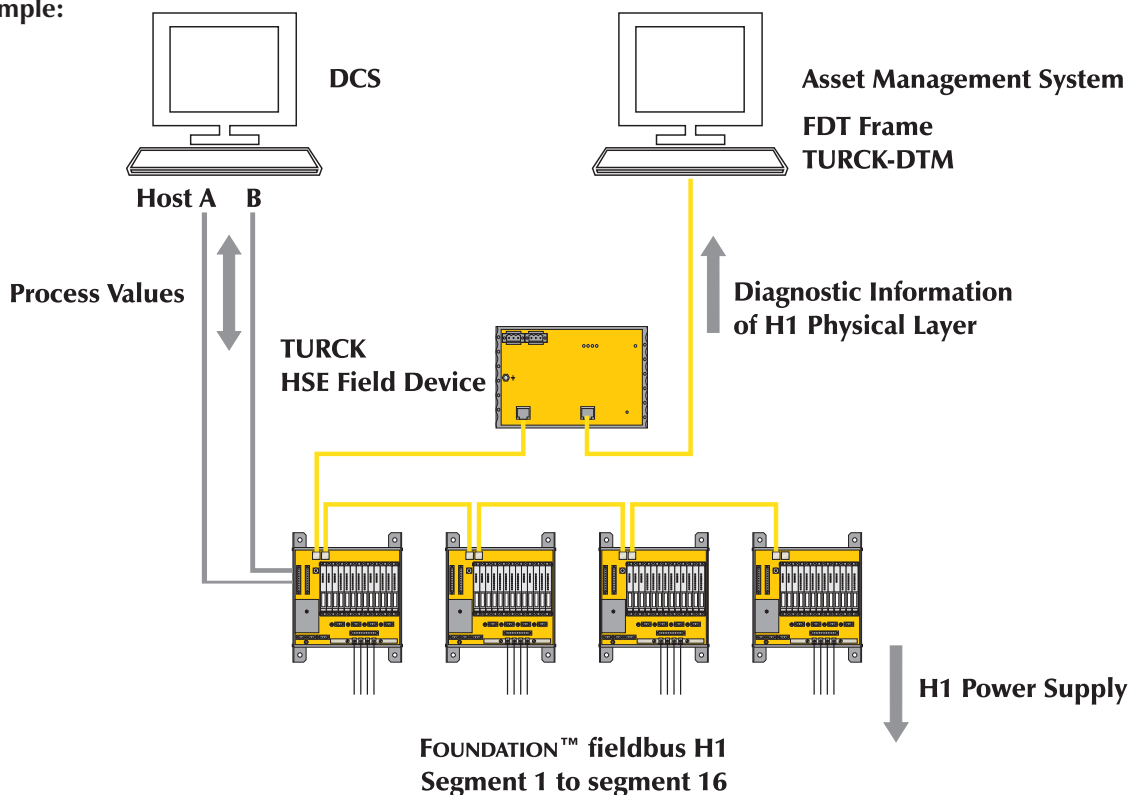 mple:
DCS
Asset Management System
FDT Frame
TURCK-DTM
Host A B
Process Values
Diagnostic Information
of H1 Physical Layer
TURCK
HSE Field Device
H1 Power Supply
FOUNDATION™ fieldbus H1
Segment 1 to segment 16